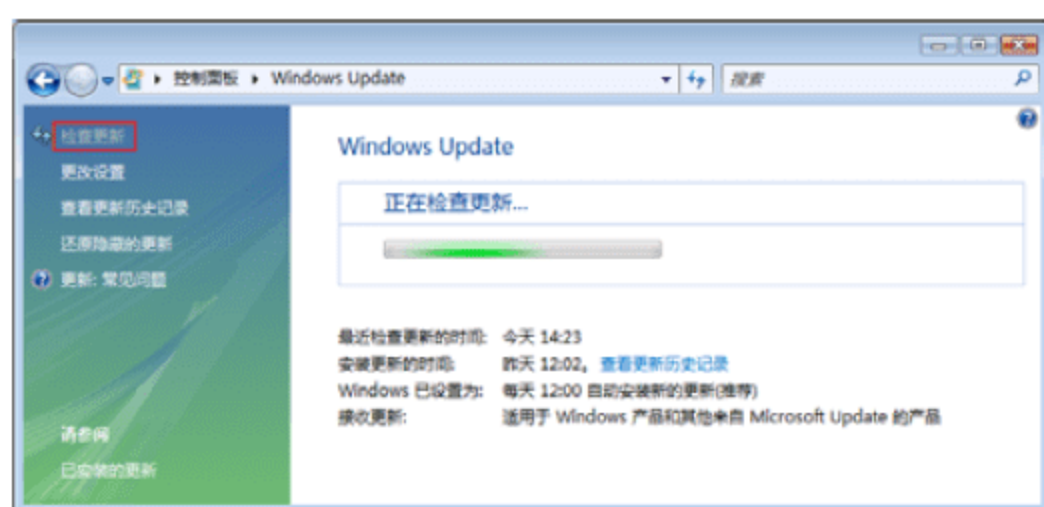 控制面板 Windows Update
搜索
检查更新
更改设置
查看更新历史记录
还原隐藏的更新
更新: 常见问题
请参阅
已安装的更新
Windows Update
正在检查更新...
最近检查更新的时间: 今天 14:23
安装更新的时间: 昨天 12:02。查看更新历史记录
Windows 已设置为: 每天 12:00 自动安装新的更新(推荐)
接收更新: 适用于 Windows 产品和其他来自 Microsoft Update 的产品